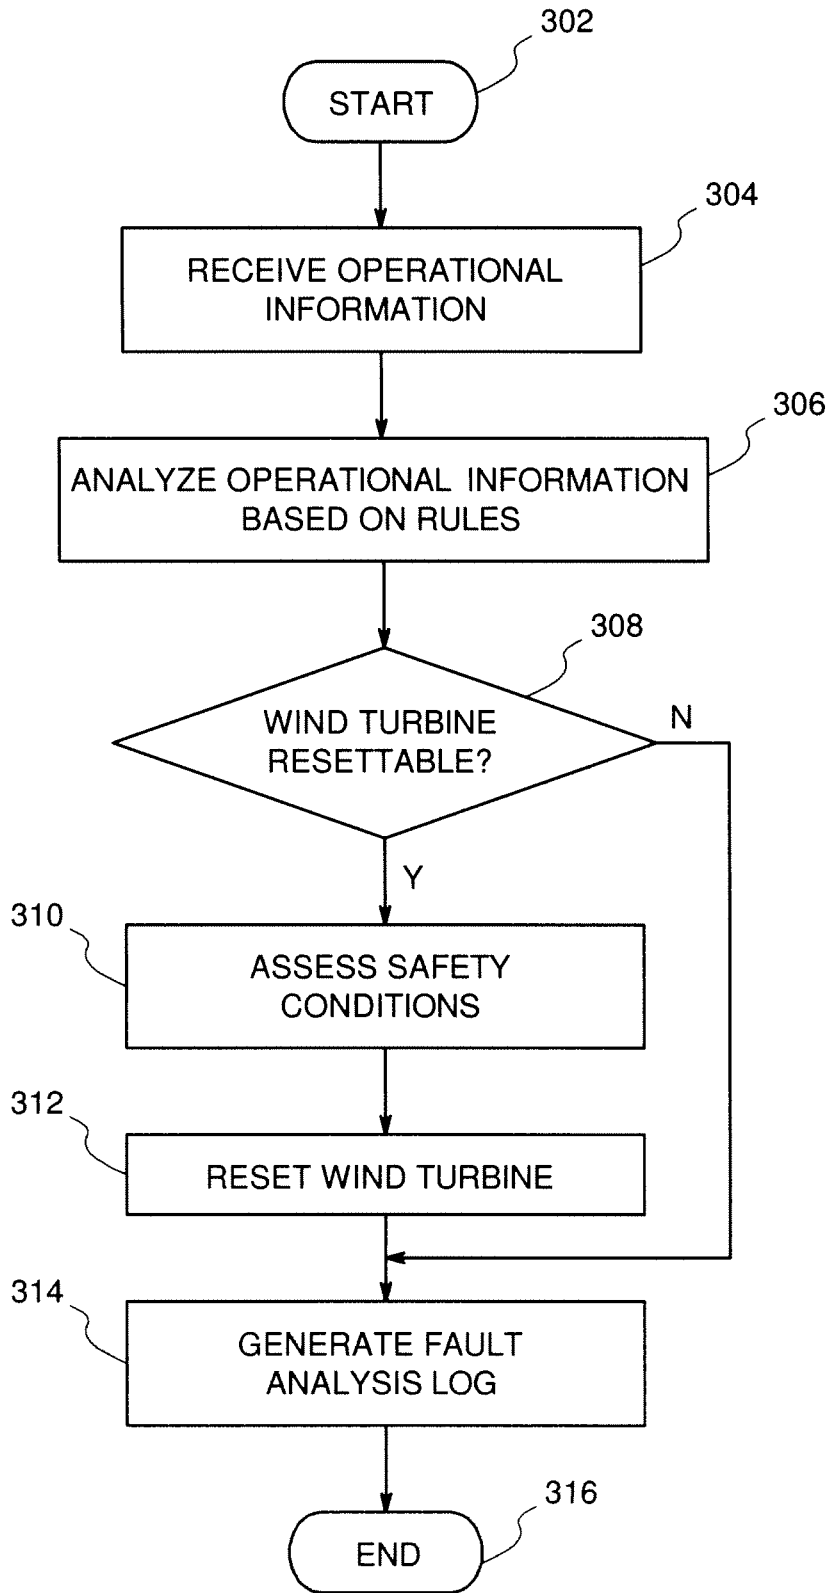 302
START
304
RECEIVE OPERATIONAL
INFORMATION
306
ANALYZE OPERATIONAL INFORMATION
BASED ON RULES
308
WIND TURBINE
RESETTABLE?
N
Y
310
ASSESS SAFETY
CONDITIONS
312
RESET WIND TURBINE
314
GENERATE FAULT
ANALYSIS LOG
316
END